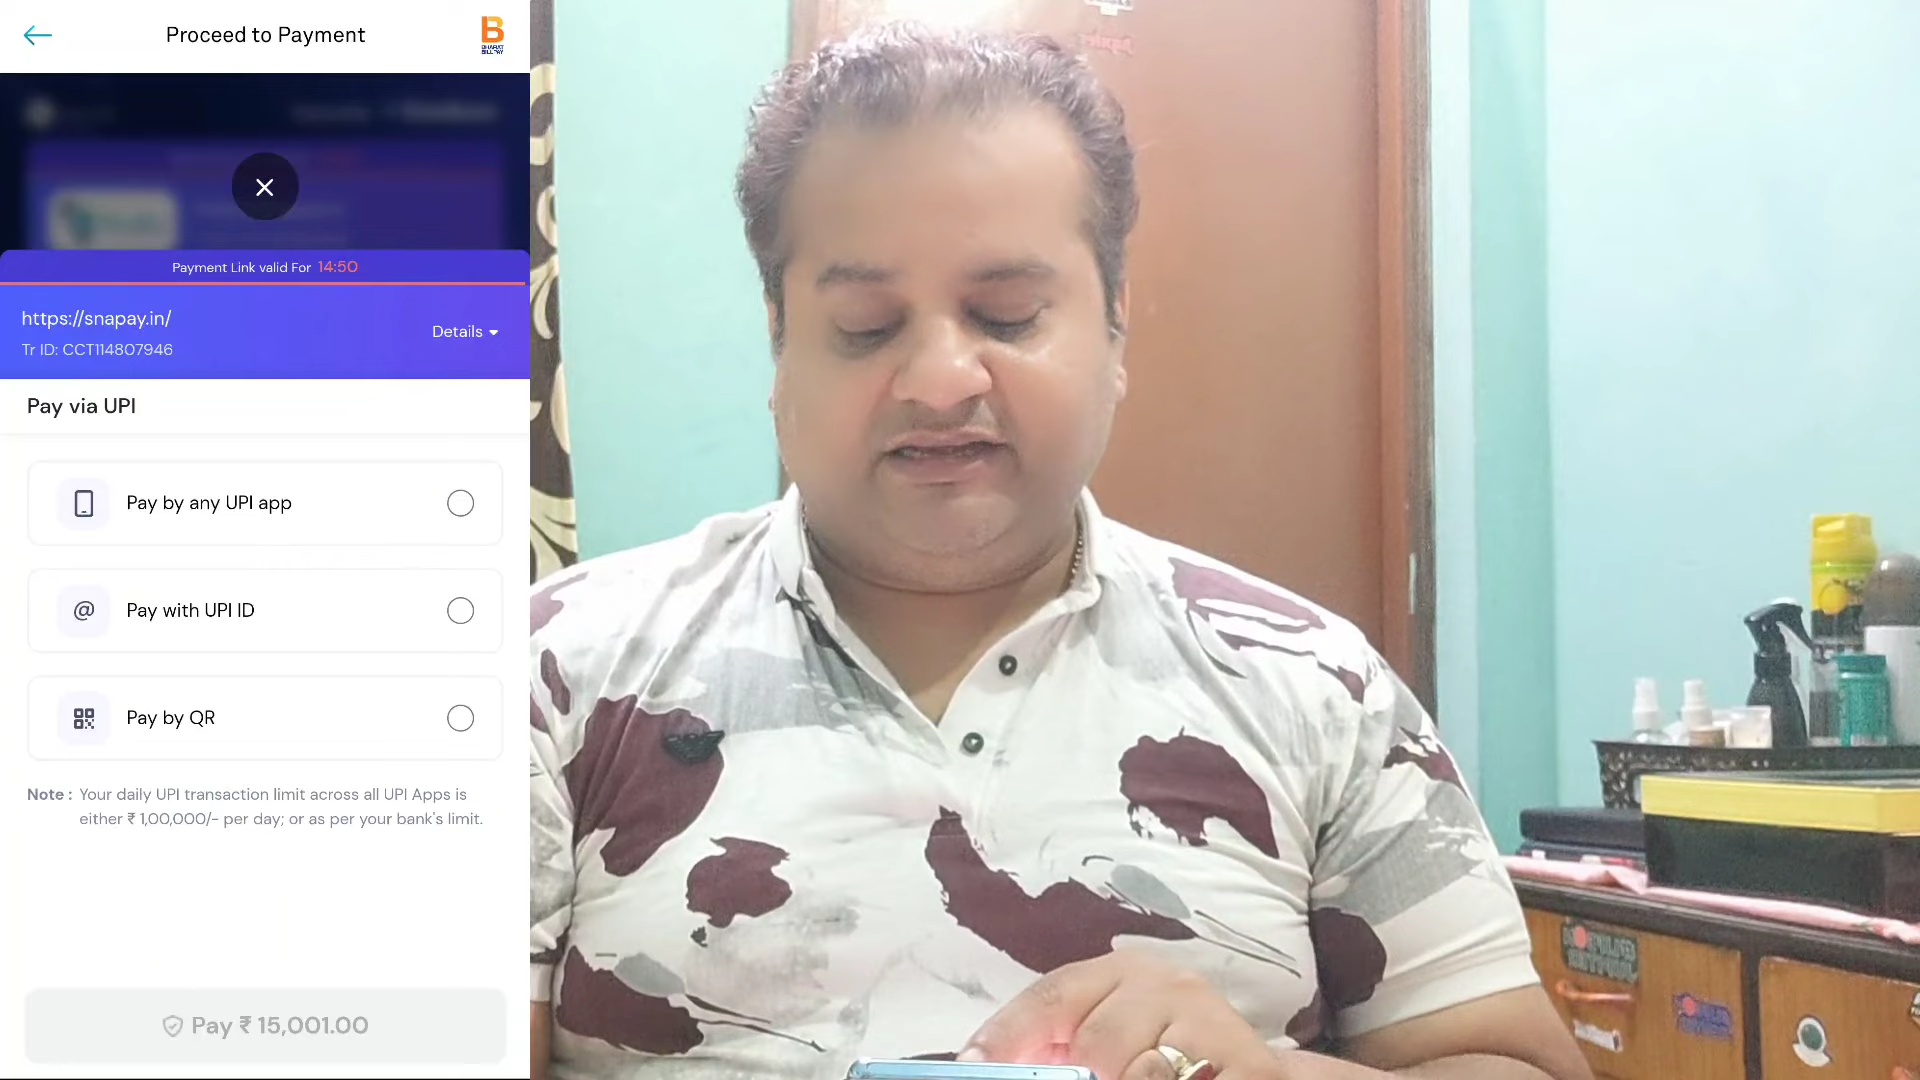 Proceed to Payment
B
BHARAT
BILLPAY
Payment Link valid For 14:50
https://snapay.in/
Details
Tr ID: CCT114807946
Pay via UPI
Pay by any UPI app
@ Pay with UPI ID
Pay by QR
Note : Your daily UPI transaction limit across all UPI Apps is
either ₹ 1,00,000/- per day; or as per your bank's limit.
Pay ₹ 15,001.00